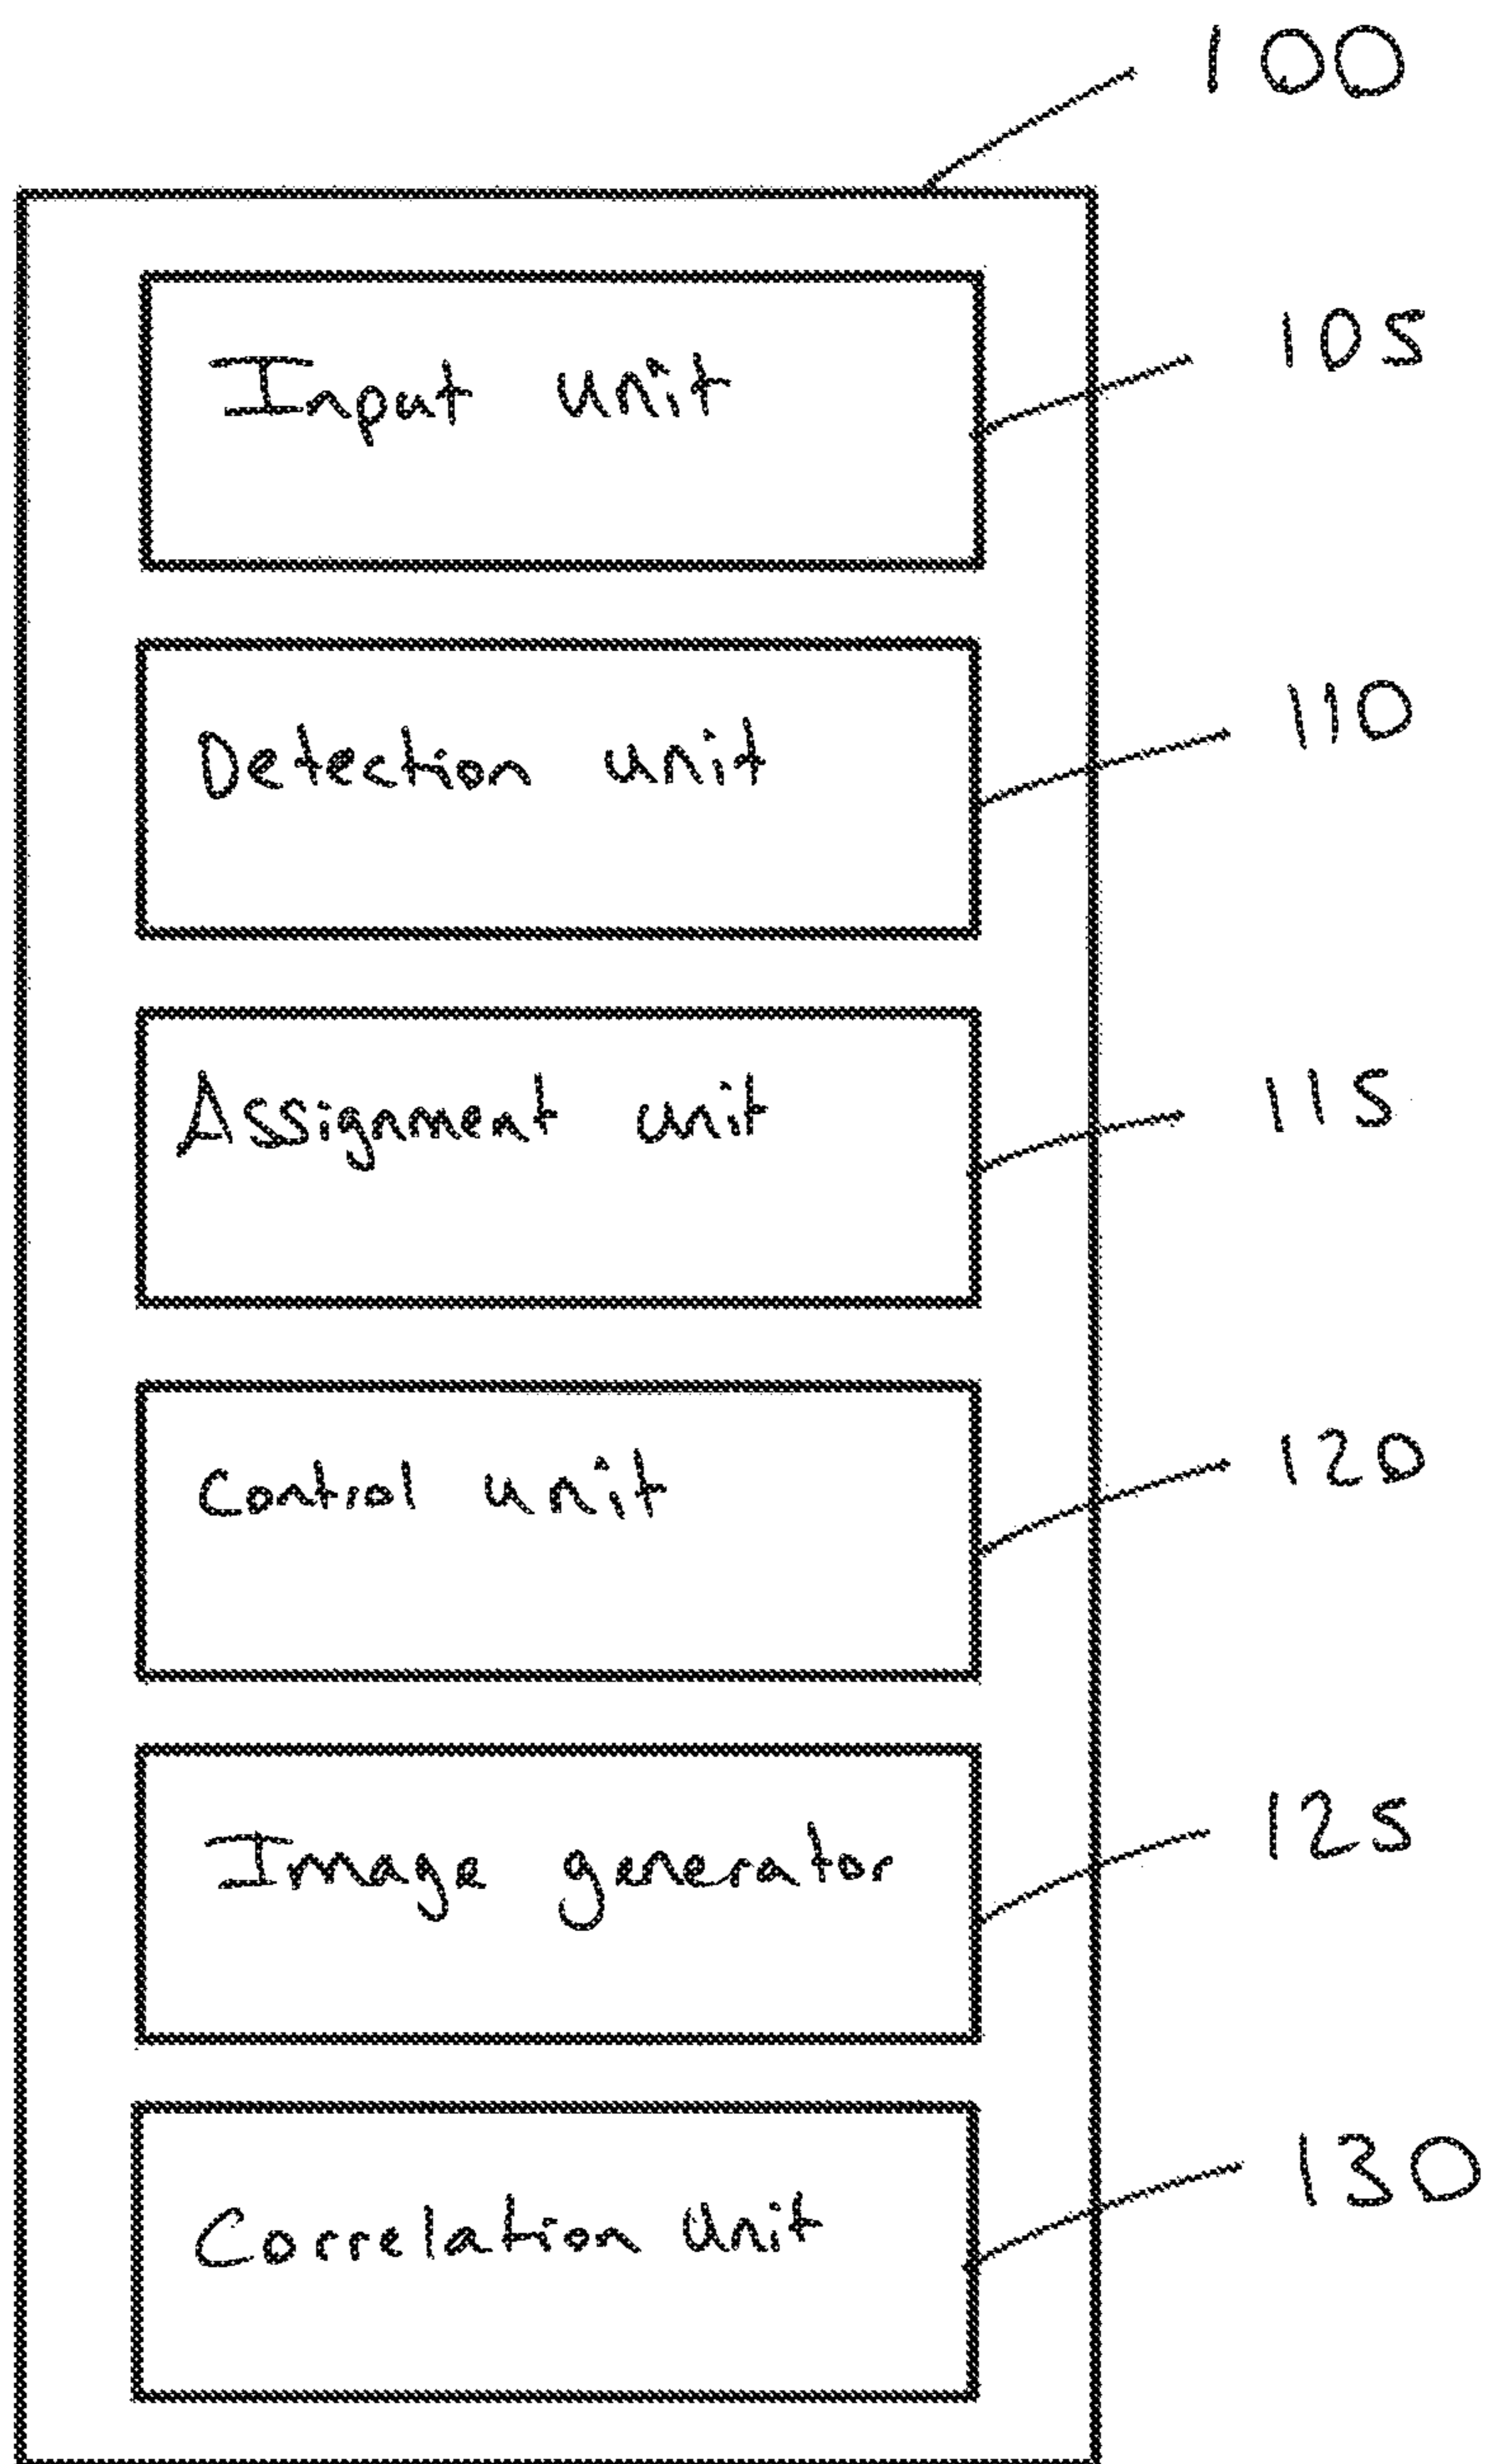 100
Input unit
105
Detection unit
110
Assignment unit
115
Control unit
120
Image generator
125
Correlation unit
130